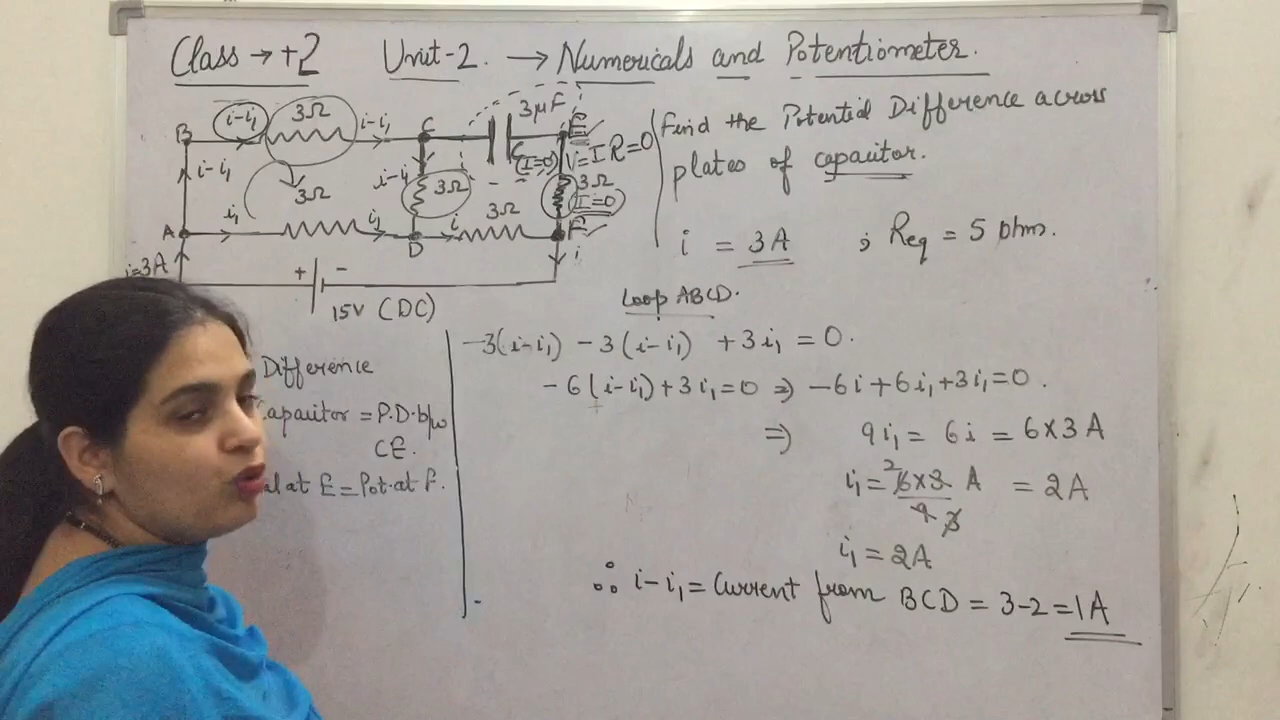 Class → +2 Unit-2. → Numericals and Potentiometer.
B i-i₁ 3Ω i-i₁ C 3μF E
C (I=0) V=IR=0
i-i₁ 3Ω i-i₁ 3Ω 3Ω 3Ω I=0
A i₁ i₁ D i F
i=3A i
+ -
15V (DC)
Find the Potential Difference across
plates of capacitor.
i = 3A ; Req = 5 ohm.
Loop ABCD.
-3(i-i₁) -3(i-i₁) +3i₁ = 0.
-6(i-i₁)+3i₁=0 ⇒ -6i+6i₁+3i₁=0.
⇒ 9i₁ = 6i = 6×3 A
i₁ = 6×3 A = 2A
2
9 3
i₁ = 2A
∴ i-i₁ = Current from BCD = 3-2 = 1A
Difference
apacitor = P.D. b/w
CE.
al at E = Pot. at F.